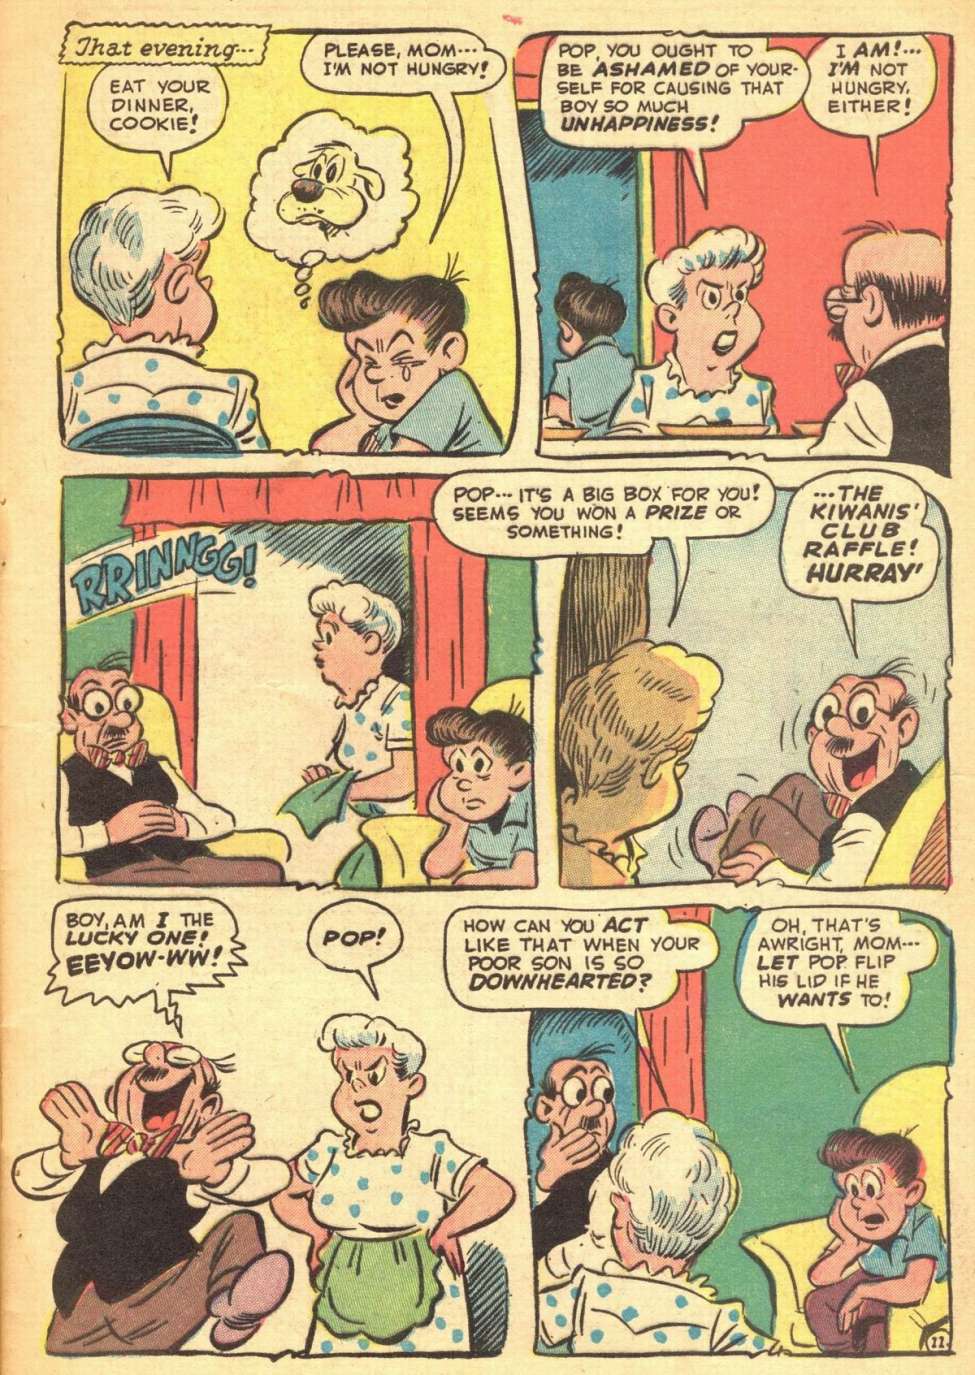 That evening...
EAT YOUR
DINNER,
COOKIE!
PLEASE, MOM---
I'M NOT HUNGRY!
POP, YOU OUGHT TO
BE ASHAMED OF YOUR-
SELF FOR CAUSING THAT
BOY SO MUCH
UNHAPPINESS!
I AM!...
I'M NOT
HUNGRY,
EITHER!
RRINNGG!
POP--- IT'S A BIG BOX FOR YOU!
SEEMS YOU WON A PRIZE OR
SOMETHING!
...THE
KIWANIS'
CLUB
RAFFLE!
HURRAY'
BOY, AM I THE
LUCKY ONE!
EEYOW-WW!
POP!
HOW CAN YOU ACT
LIKE THAT WHEN YOUR
POOR SON IS SO
DOWNHEARTED?
OH, THAT'S
AWRIGHT, MOM---
LET POP FLIP
HIS LID IF HE
WANTS TO!
11